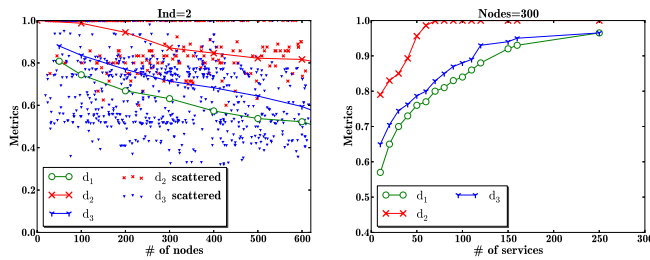 Ind=2
Metrics
1.0
0.8
0.6
0.4
0.2
0.0
0 100 200 300 400 500 600
# of nodes
d1
d2
d3
d2 scattered
d3 scattered
Nodes=300
Metrics
1.0
0.9
0.8
0.7
0.6
0.5
0.4
0 50 100 150 200 250 300
# of services
d1
d2
d3